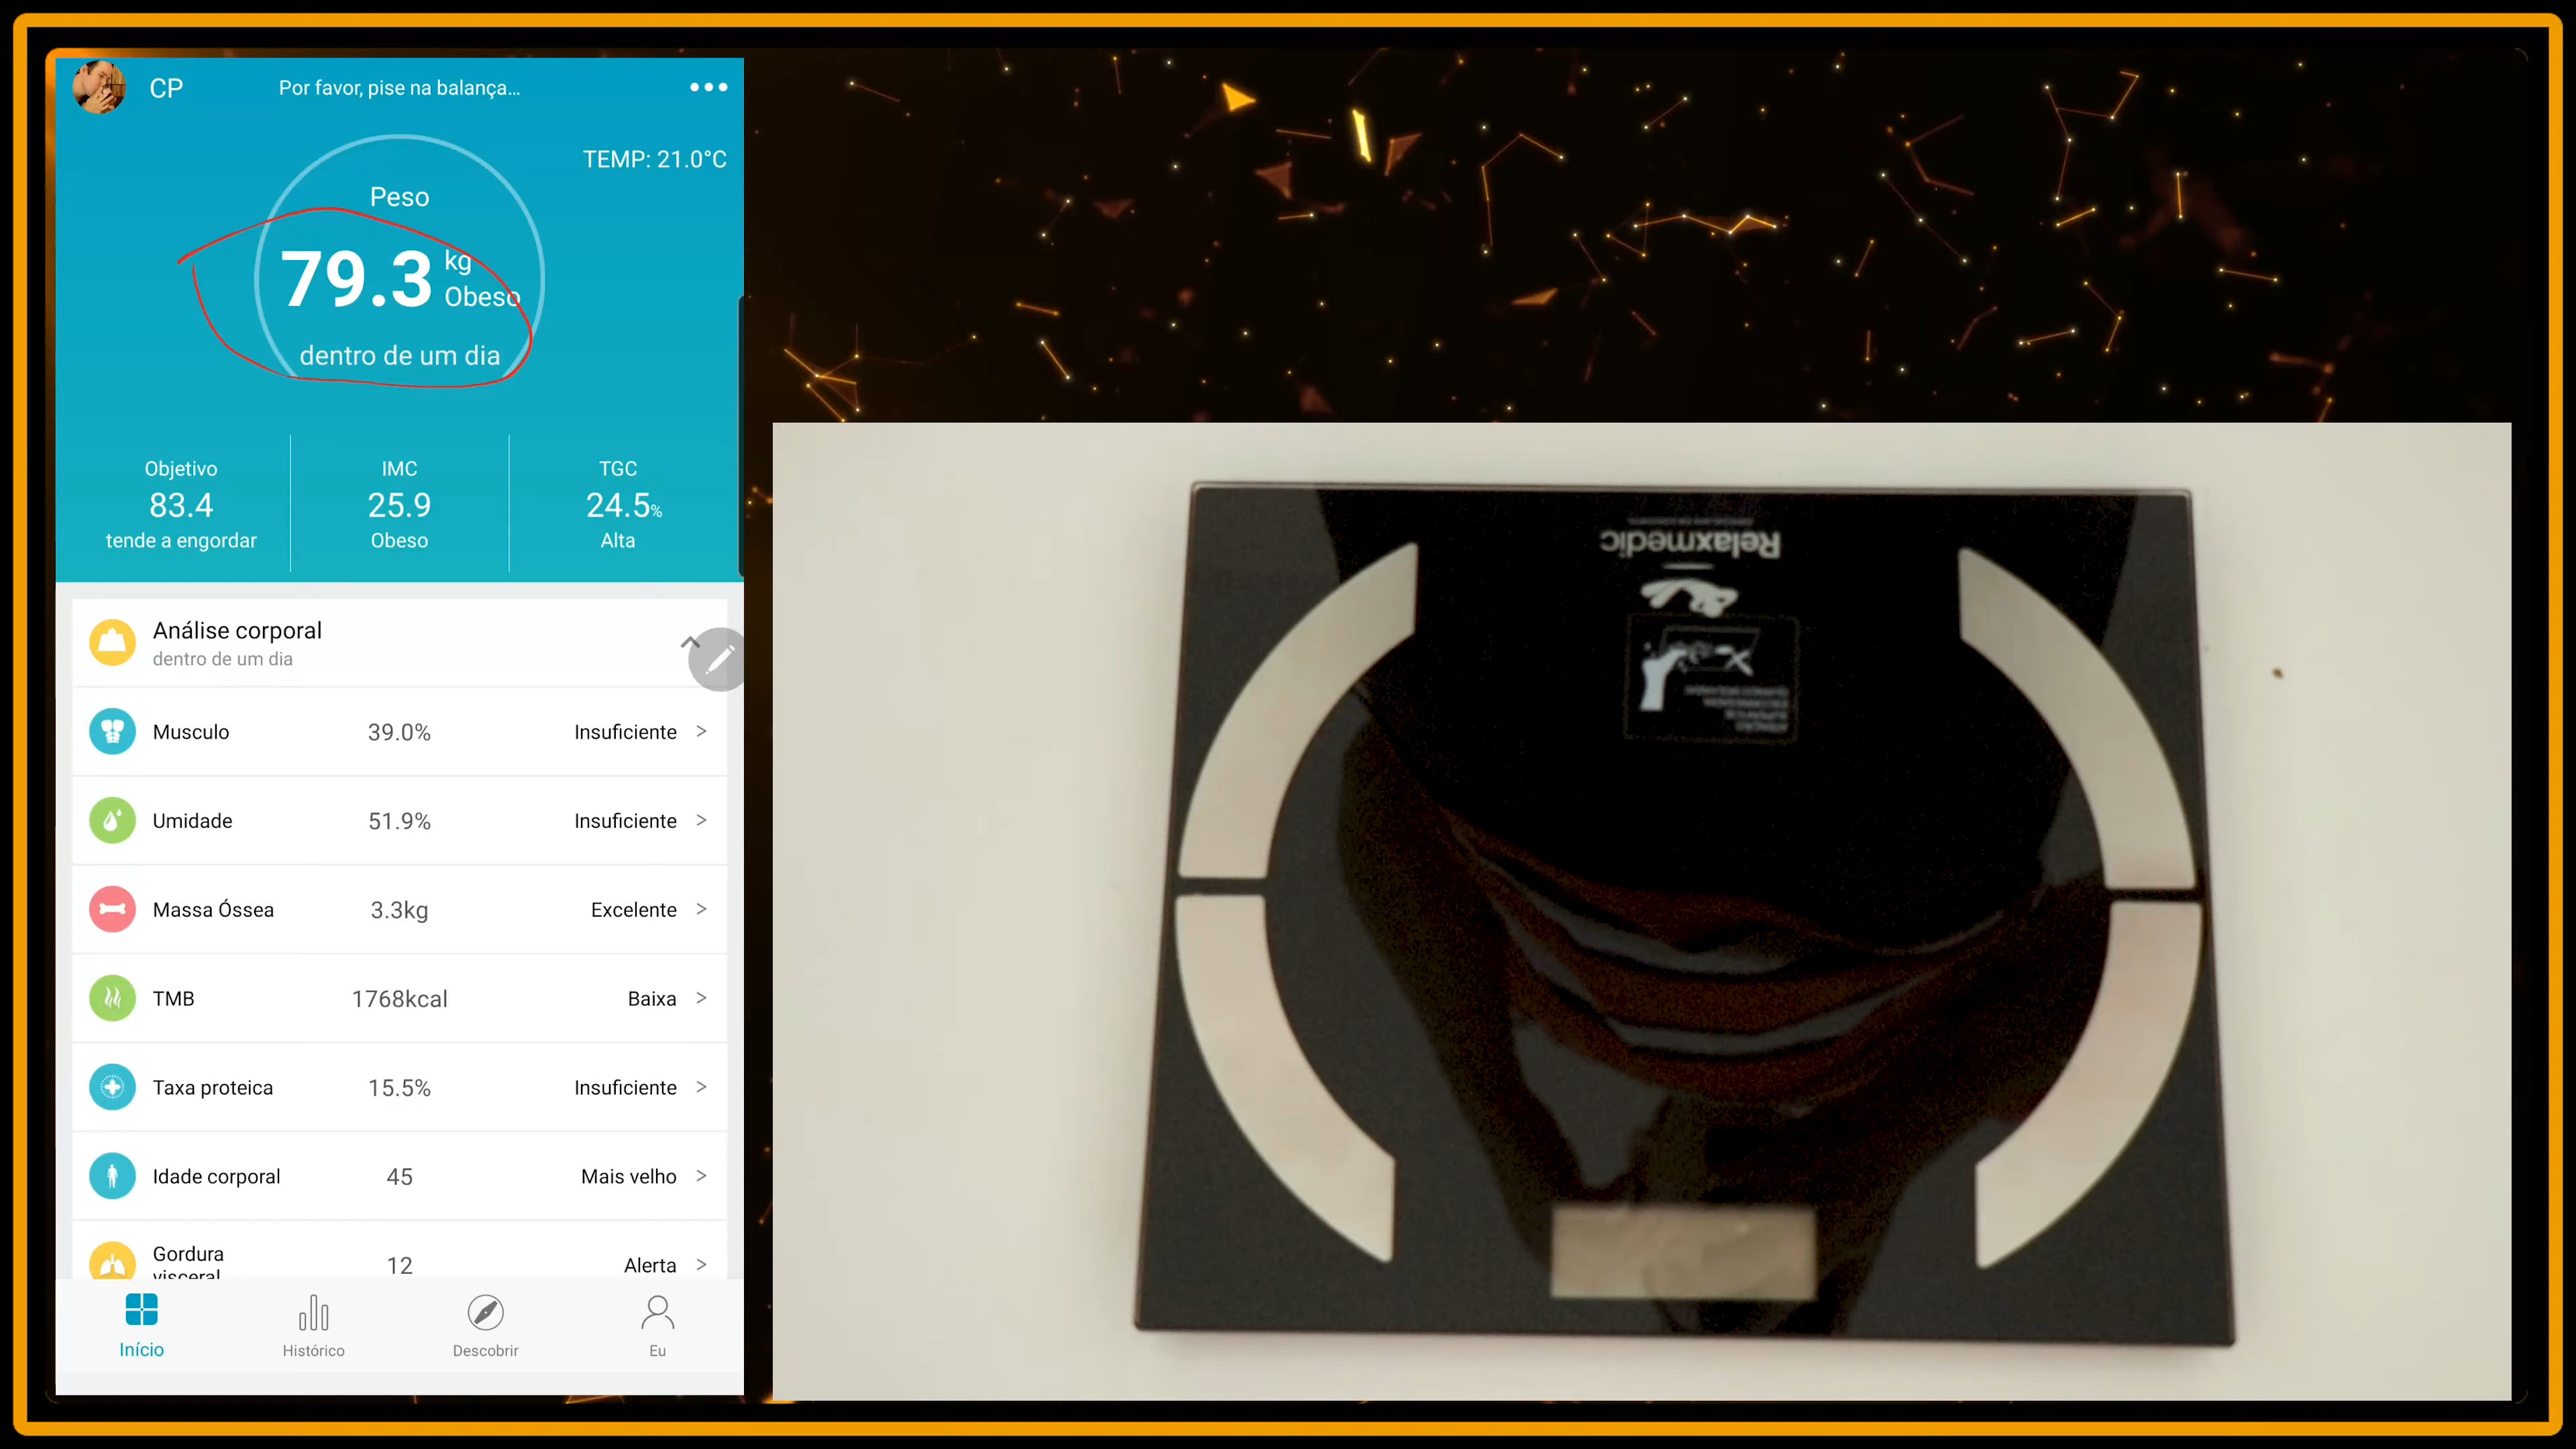 CP
Por favor, pise na balança...
TEMP: 21.0°C
Peso
79.3 kg
Obeso
dentro de um dia
Objetivo
83.4
tende a engordar
IMC
25.9
Obeso
TGC
24.5%
Alta
Análise corporal
dentro de um dia
Musculo 39.0% Insuficiente >
Umidade 51.9% Insuficiente >
Massa Óssea 3.3kg Excelente >
TMB 1768kcal Baixa >
Taxa proteica 15.5% Insuficiente >
Idade corporal 45 Mais velho >
Gordura visceral 12 Alerta >
Início
Histórico
Descobrir
Eu
Relaxmedic